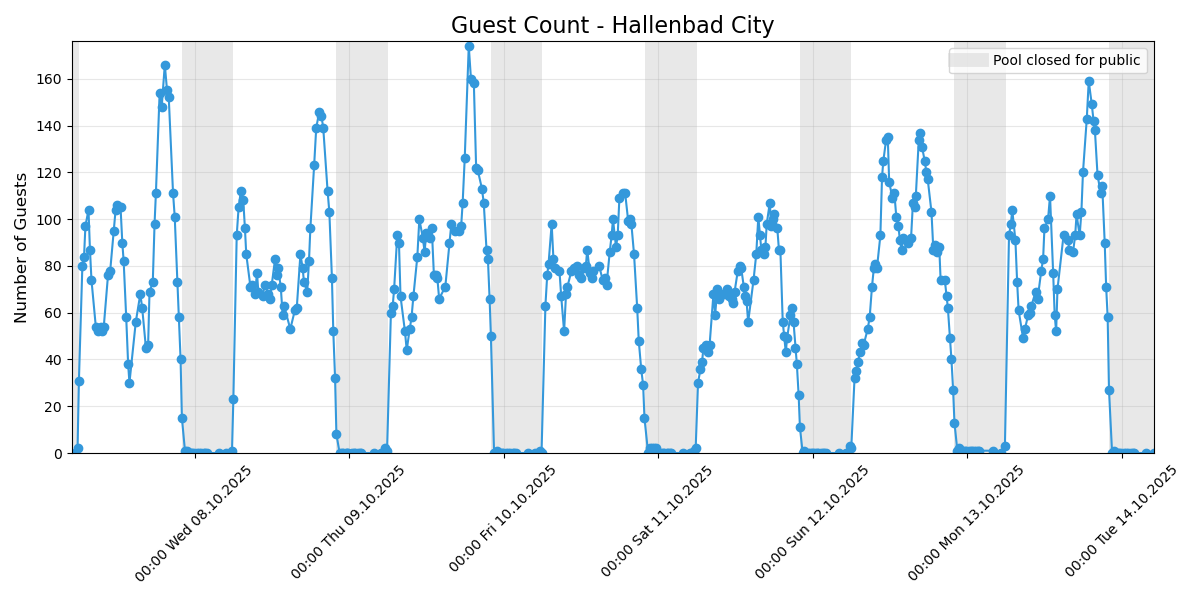 Guest Count - Hallenbad City
Pool closed for public
Number of Guests
160
140
120
100
80
60
40
20
0
00:00 Wed 08.10.2025
00:00 Thu 09.10.2025
00:00 Fri 10.10.2025
00:00 Sat 11.10.2025
00:00 Sun 12.10.2025
00:00 Mon 13.10.2025
00:00 Tue 14.10.2025